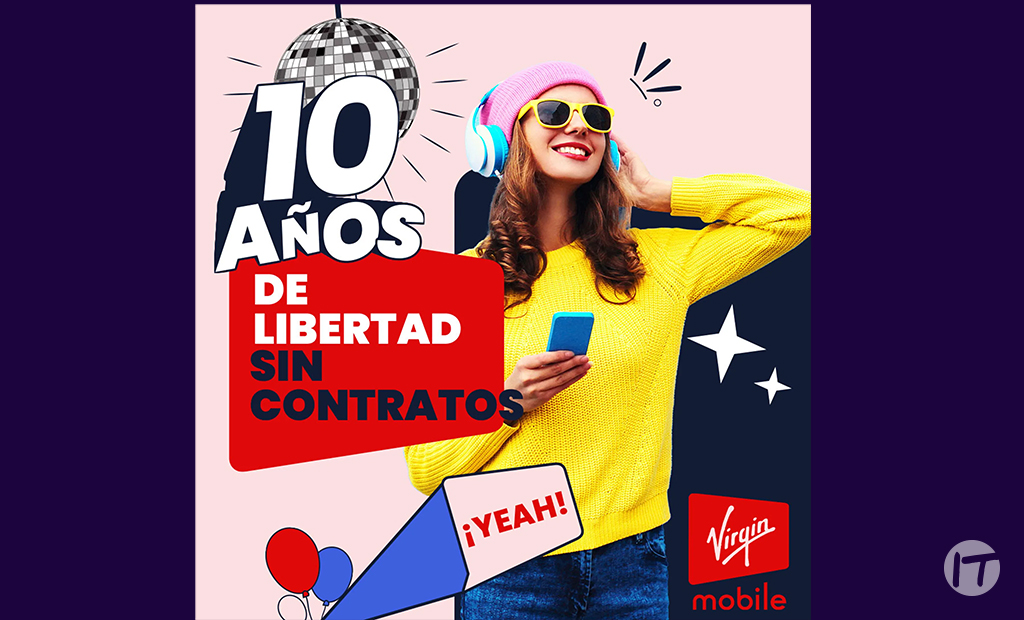 10
AÑOS
DE
LIBERTAD
SIN
CONTRATOS
¡YEAH!
Virgin
mobile
IT